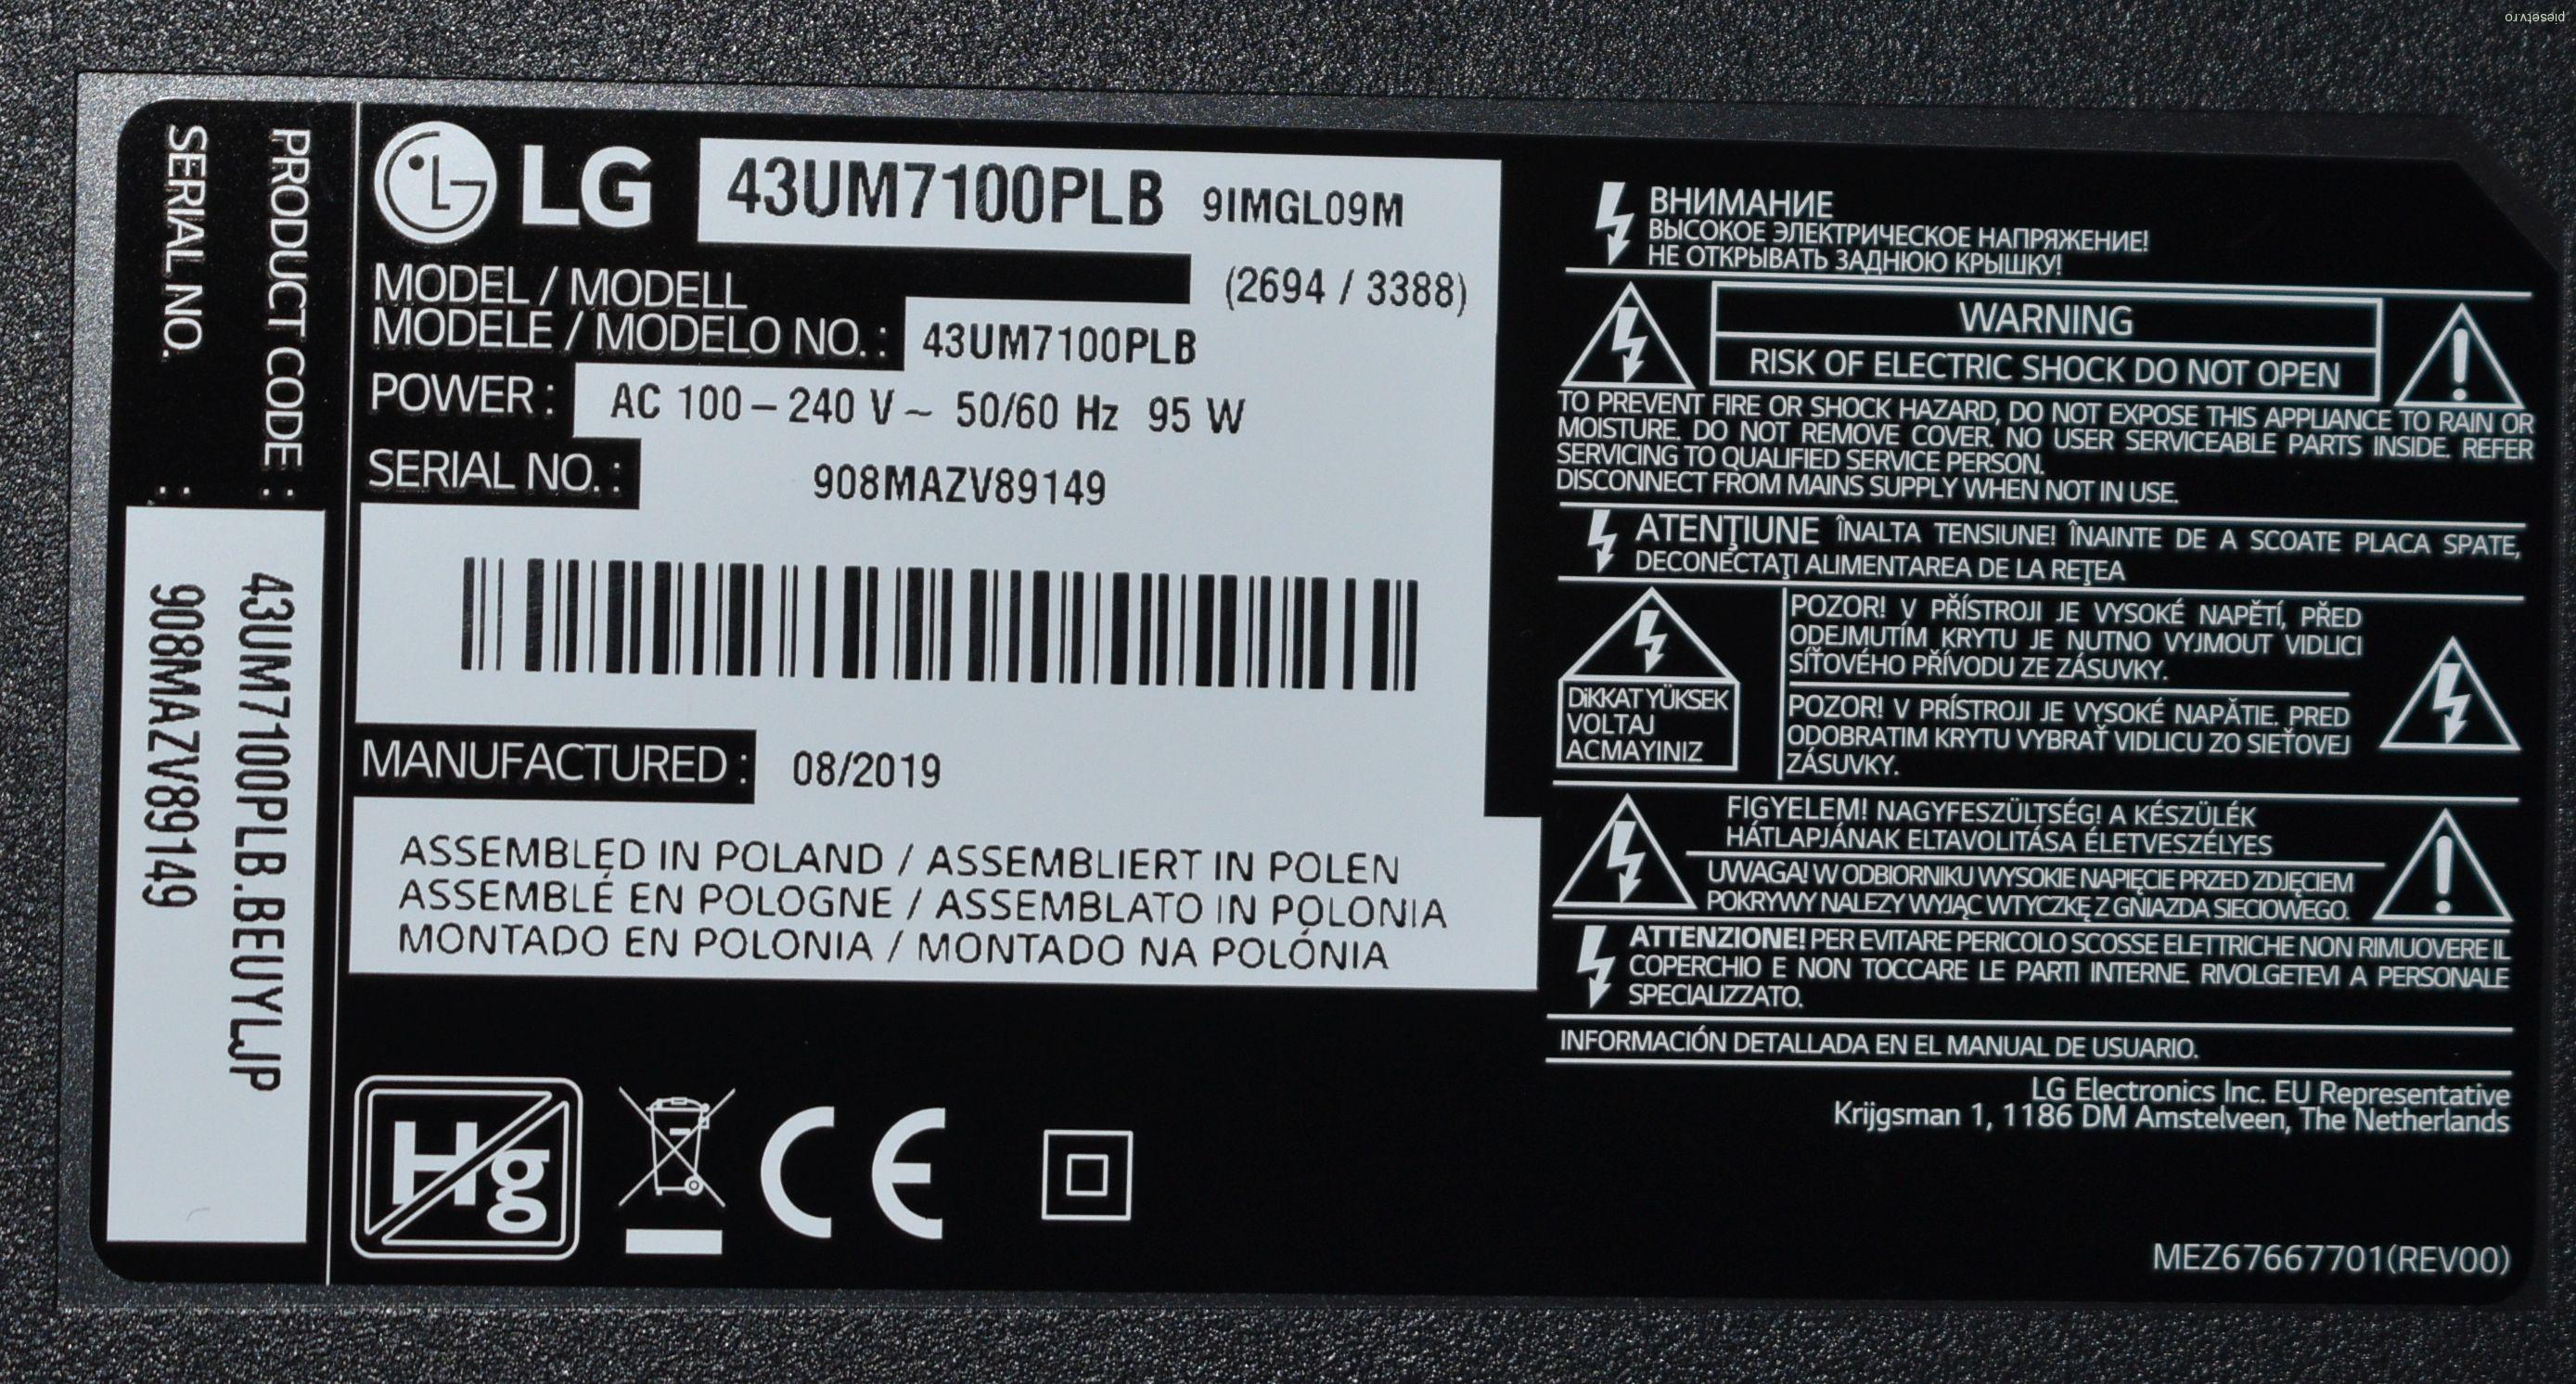 piesetv.ro
PRODUCT CODE : 43UM7100PLB.BEUYLJP
SERIAL NO. : 908MAZV89149
LG LG 43UM7100PLB 9IMGL09M
MODEL / MODELL (2694 / 3388)
MODELE / MODELO NO. : 43UM7100PLB
POWER : AC 100 – 240 V ~ 50/60 Hz 95 W
SERIAL NO. : 908MAZV89149
MANUFACTURED : 08/2019
ASSEMBLED IN POLAND / ASSEMBLIERT IN POLEN
ASSEMBLÉ EN POLOGNE / ASSEMBLATO IN POLONIA
MONTADO EN POLONIA / MONTADO NA POLÓNIA
Hg
CE
ВНИМАНИЕ
ВЫСОКОЕ ЭЛЕКТРИЧЕСКОЕ НАПРЯЖЕНИЕ!
НЕ ОТКРЫВАТЬ ЗАДНЮЮ КРЫШКУ!
WARNING
RISK OF ELECTRIC SHOCK DO NOT OPEN
TO PREVENT FIRE OR SHOCK HAZARD, DO NOT EXPOSE THIS APPLIANCE TO RAIN OR
MOISTURE. DO NOT REMOVE COVER. NO USER SERVICEABLE PARTS INSIDE. REFER
SERVICING TO QUALIFIED SERVICE PERSON.
DISCONNECT FROM MAINS SUPPLY WHEN NOT IN USE.
ATENŢIUNE ÎNALTA TENSIUNE! ÎNAINTE DE A SCOATE PLACA SPATE,
DECONECTAŢI ALIMENTAREA DE LA REŢEA
DiKKAT YÜKSEK
VOLTAJ
ACMAYINIZ
POZOR! V PŘÍSTROJI JE VYSOKÉ NAPĚTÍ, PŘED
ODEJMUTÍM KRYTU JE NUTNO VYJMOUT VIDLICI
SÍŤOVÉHO PŘÍVODU ZE ZÁSUVKY.
POZOR! V PRÍSTROJI JE VYSOKÉ NAPÄTIE. PRED
ODOBRATIM KRYTU VYBRAŤ VIDLICU ZO SIEŤOVEJ
ZÁSUVKY.
FIGYELEM! NAGYFESZÜLTSÉG! A KÉSZÜLÉK
HÁTLAPJÁNAK ELTAVOLITÁSA ÉLETVESZÉLYES
UWAGA! W ODBIORNIKU WYSOKIE NAPIĘCIE PRZED ZDJĘCIEM
POKRYWY NALEZY WYJĄC WTYCZKĘ Z GNIAZDA SIECIOWEGO.
ATTENZIONE! PER EVITARE PERICOLO SCOSSE ELETTRICHE NON RIMUOVERE IL
COPERCHIO E NON TOCCARE LE PARTI INTERNE. RIVOLGETEVI A PERSONALE
SPECIALIZZATO.
INFORMACIÓN DETALLADA EN EL MANUAL DE USUARIO.
LG Electronics Inc. EU Representative
Krijgsman 1, 1186 DM Amstelveen, The Netherlands
MEZ67667701(REV00)